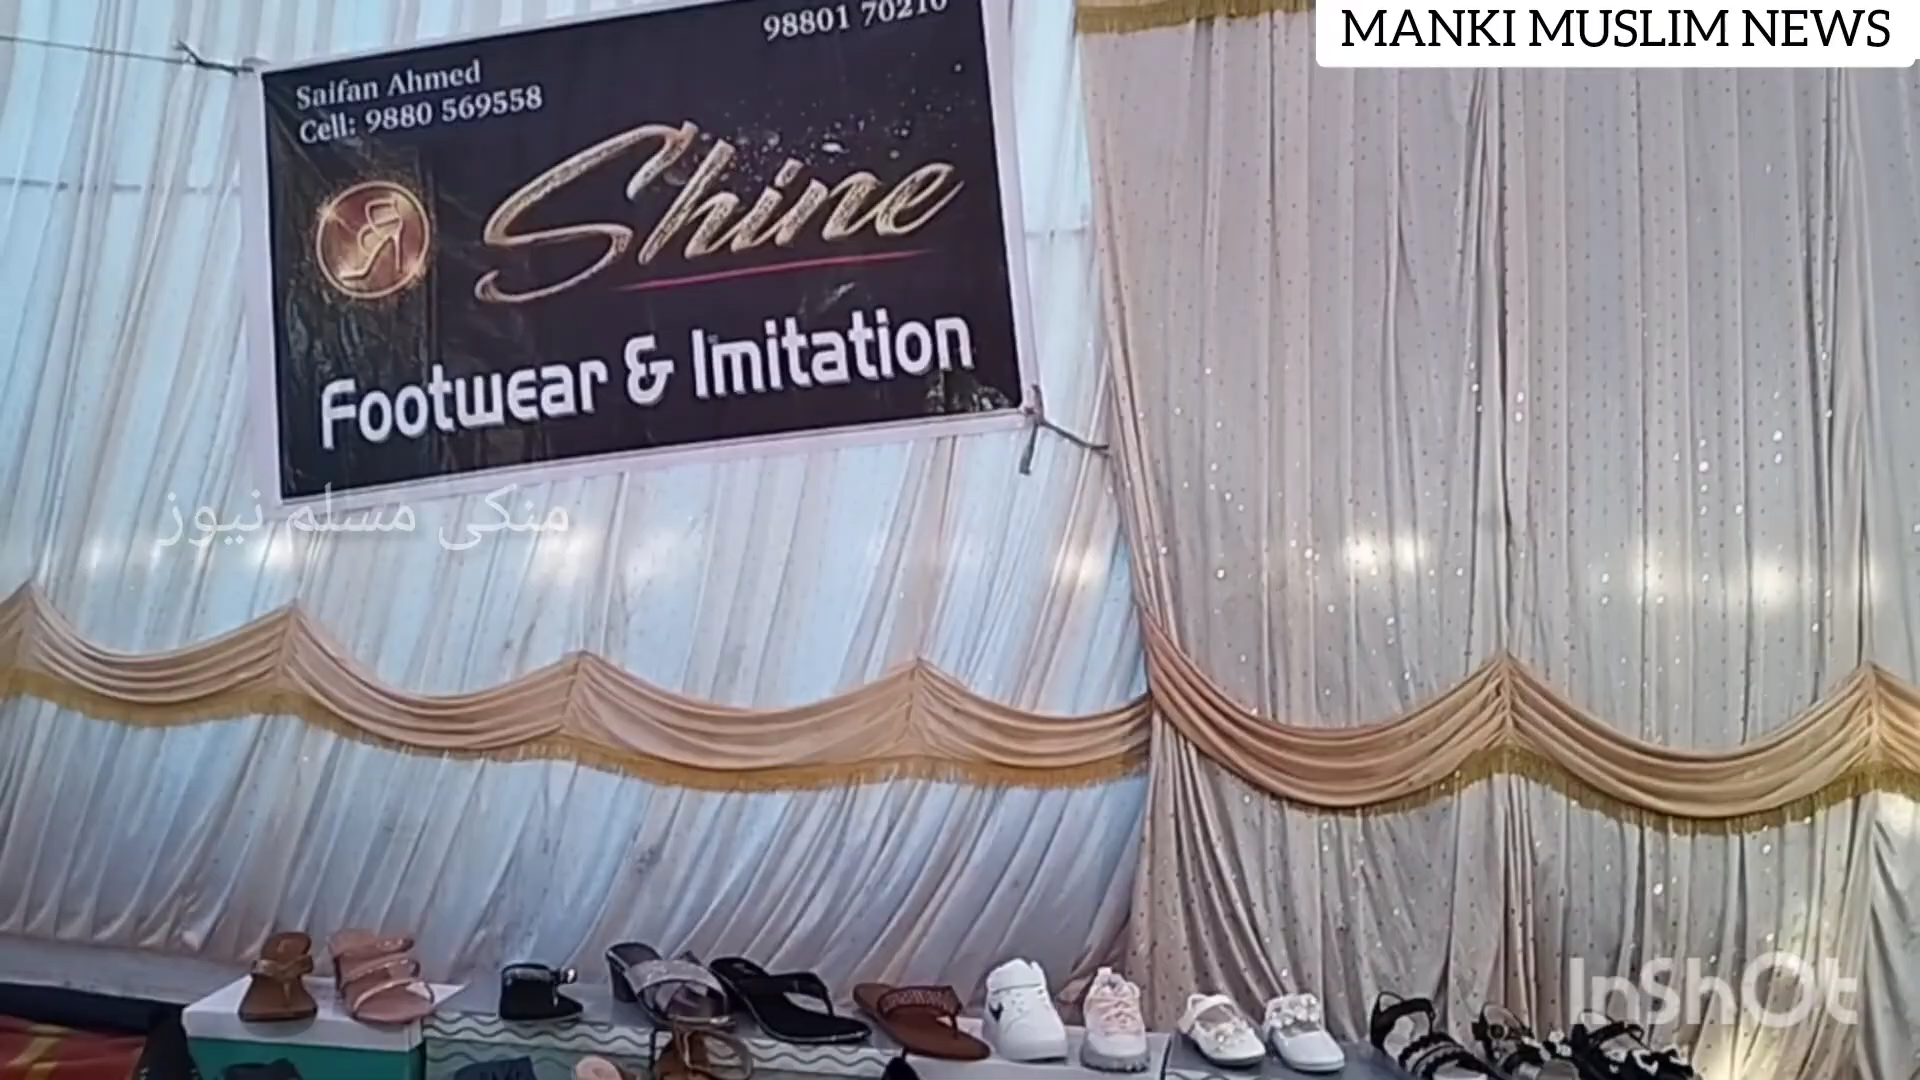 MANKI MUSLIM NEWS
98801 70210
Saifan Ahmed
Cell: 9880 569558
Shine
Footwear & Imitation
منکی مسلم نیوز
InShOt